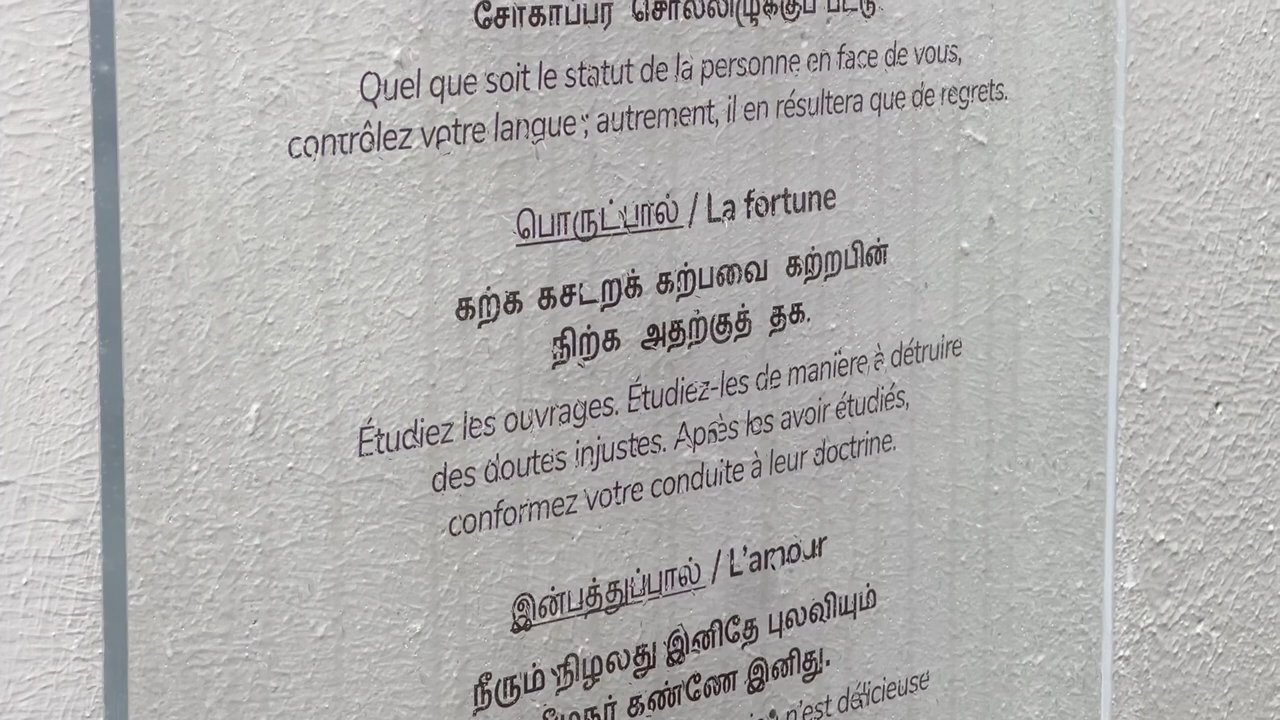 சோகாப்பர் சொல்லிழுக்குப் பட்டு.
Quel que soit le statut de la personne en face de vous,
contrôlez votre langue ; autrement, il en résultera que de regrets.
பொருட்பால் / La fortune
கற்க கசடறக் கற்பவை கற்றபின்
நிற்க அதற்குத் தக.
Étudiez les ouvrages. Étudiez-les de manière à détruire
des doutes injustes. Après les avoir étudiés,
conformez votre conduite à leur doctrine.
இன்பத்துப்பால் / L'amour
நீரும் நிழலது இனிதே புலவியும்
கண்ணே இனிது.
n'est délicieuse